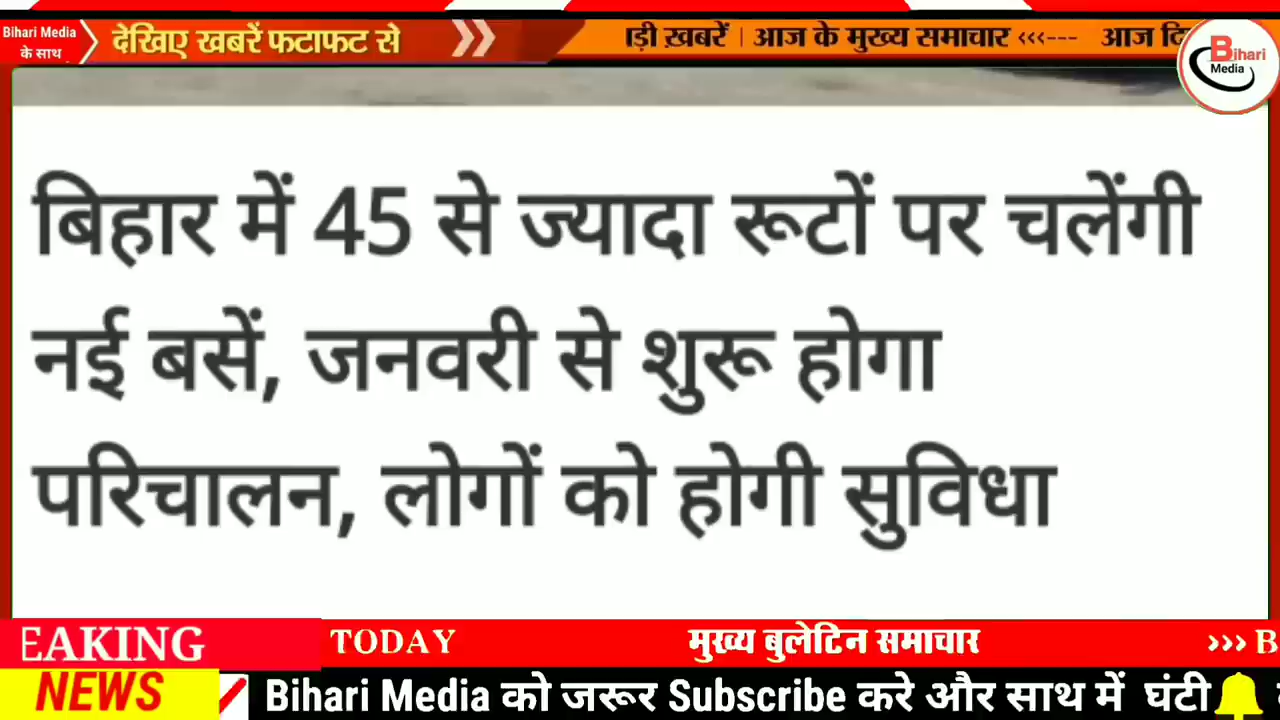 Bihari Media
के साथ
देखिए खबरें फटाफट से
ड़ी ख़बरें | आज के मुख्य समाचार <<<--- आज
Bihari
Media
बिहार में 45 से ज्यादा रूटों पर चलेंगी
नई बसें, जनवरी से शुरू होगा
परिचालन, लोगों को होगी सुविधा
EAKING
NEWS
TODAY मुख्य बुलेटिन समाचार >>> B
Bihari Media को जरूर Subscribe करे और साथ में घंटी